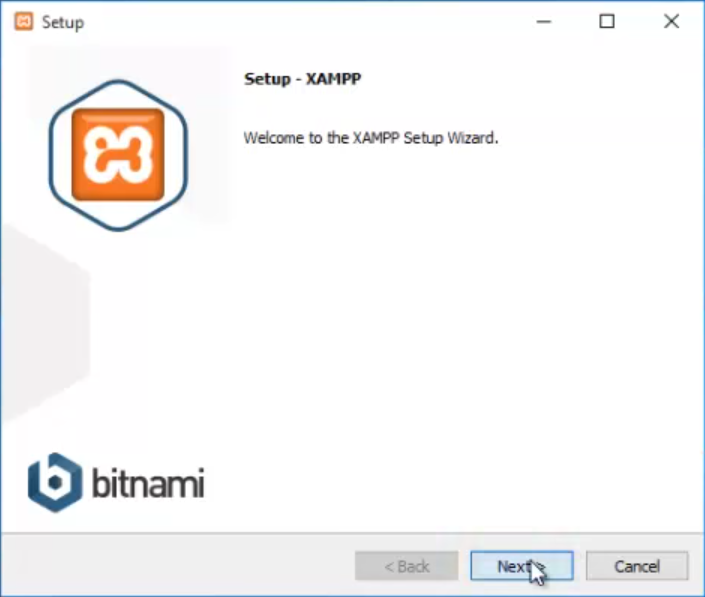 Setup
Setup - XAMPP
Welcome to the XAMPP Setup Wizard.
bitnami
< Back
Next >
Cancel